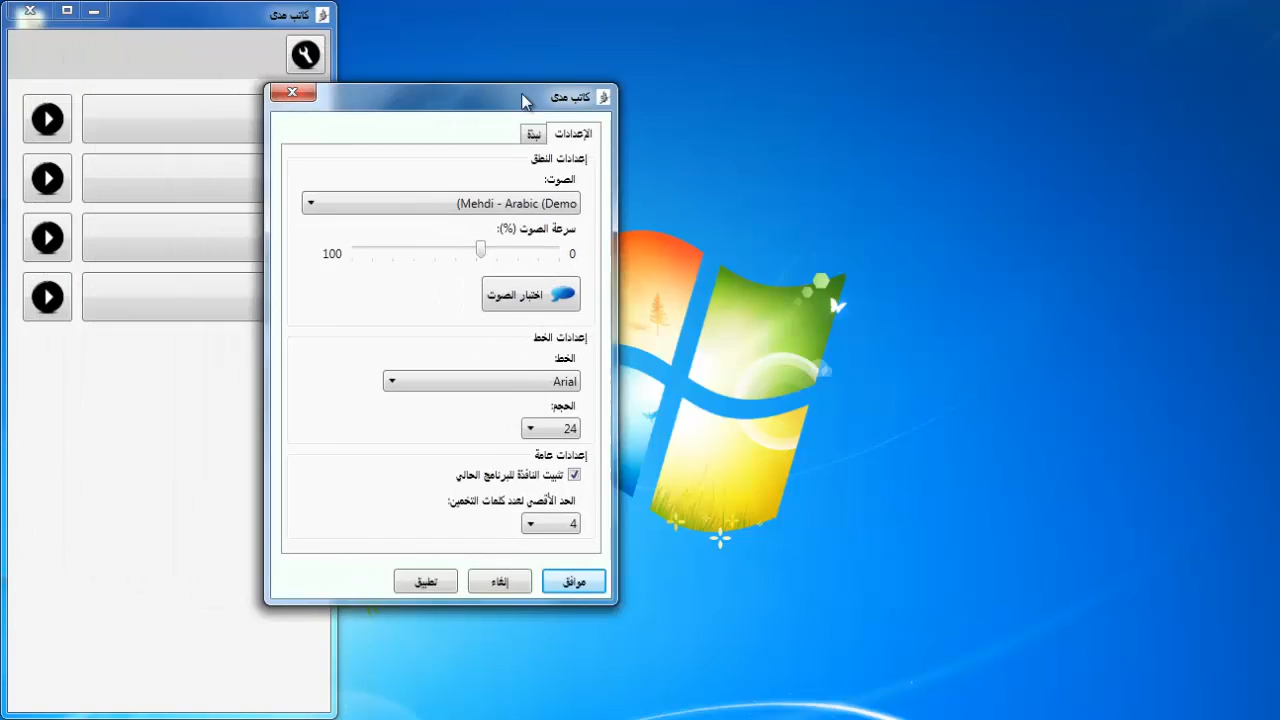 كاتب مدى
كاتب مدى
الإعدادات
نبذة
إعدادات النطق
الصوت:
(Mehdi - Arabic (Demo
سرعة الصوت (%):
0
100
اختبار الصوت
إعدادات الخط
الخط:
Arial
الحجم:
24
إعدادات عامة
تثبيت النافذة للبرنامج الحالي
الحد الأقصى لعدد كلمات التخمين:
4
موافق
إلغاء
تطبيق